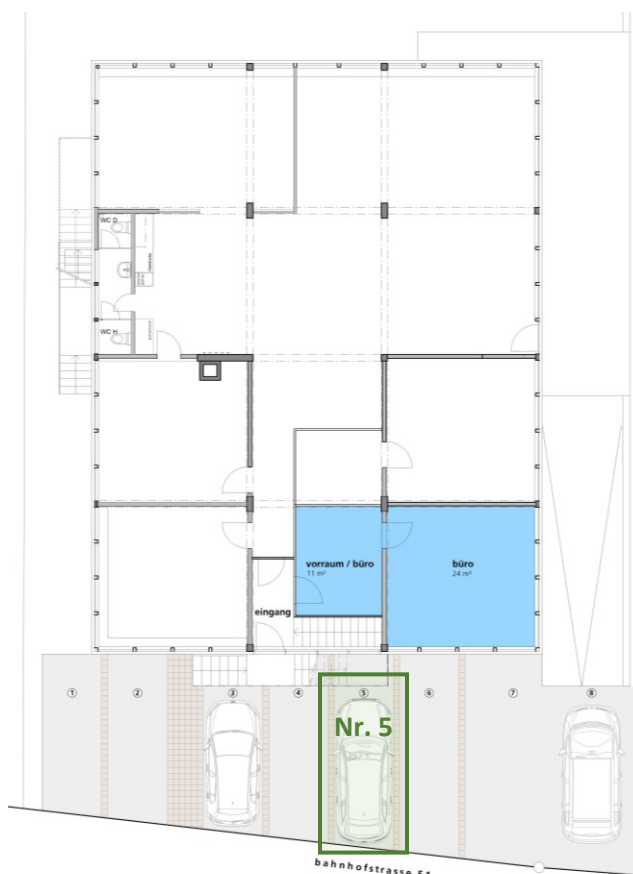 WC D
WC H
vorraum / büro
11 m²
büro
24 m²
eingang
① ② ③ ④ ⑤ ⑥ ⑦ ⑧
Nr. 5
bahnhofstrasse